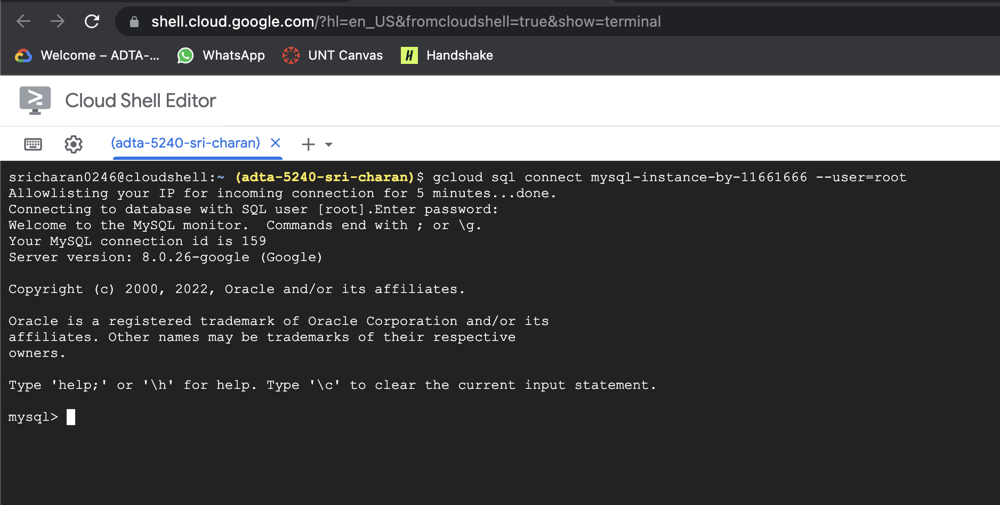 shell.cloud.google.com/?hl=en_US&fromcloudshell=true&show=terminal
Welcome – ADTA-... WhatsApp UNT Canvas H Handshake
Cloud Shell Editor
(adta-5240-sri-charan)
sricharan0246@cloudshell:~ (adta-5240-sri-charan)$ gcloud sql connect mysql-instance-by-11661666 --user=root
Allowlisting your IP for incoming connection for 5 minutes...done.
Connecting to database with SQL user [root].Enter password:
Welcome to the MySQL monitor.  Commands end with ; or \g.
Your MySQL connection id is 159
Server version: 8.0.26-google (Google)
Copyright (c) 2000, 2022, Oracle and/or its affiliates.
Oracle is a registered trademark of Oracle Corporation and/or its
affiliates. Other names may be trademarks of their respective
owners.
Type 'help;' or '\h' for help. Type '\c' to clear the current input statement.
mysql>